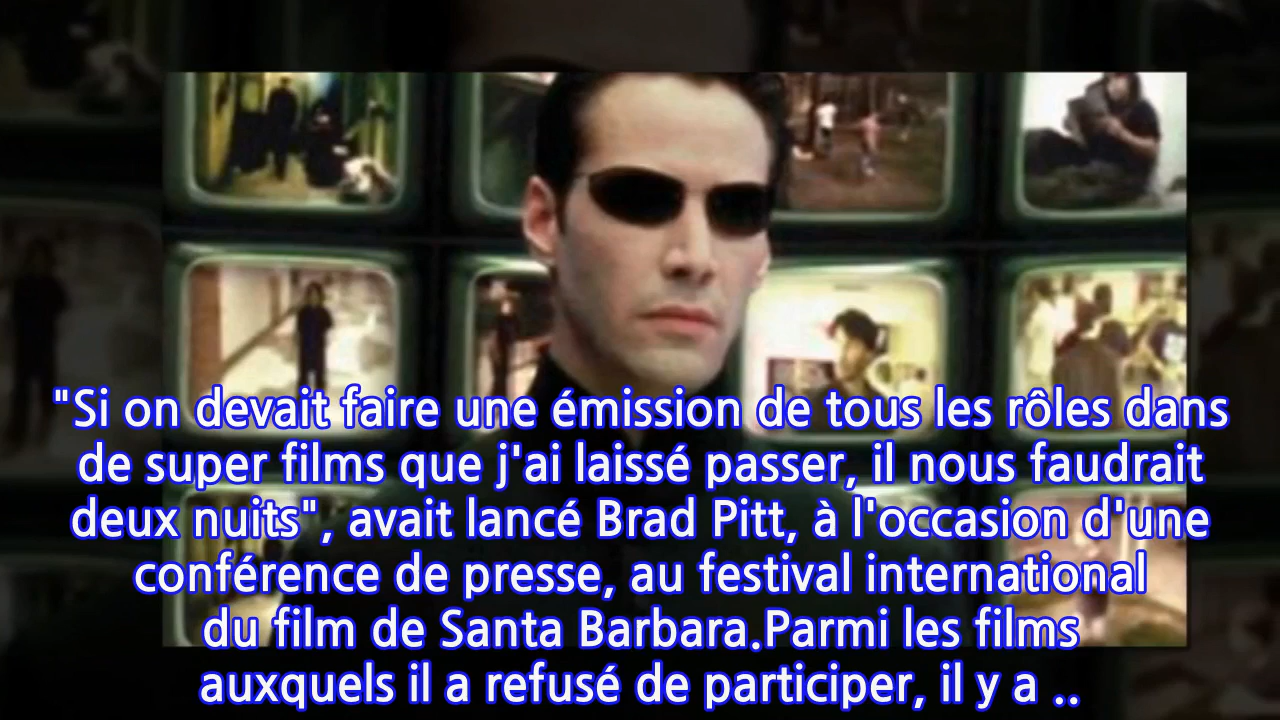 "Si on devait faire une émission de tous les rôles dans
de super films que j'ai laissé passer, il nous faudrait
deux nuits", avait lancé Brad Pitt, à l'occasion d'une
conférence de presse, au festival international
du film de Santa Barbara.Parmi les films
auxquels il a refusé de participer, il y a ..